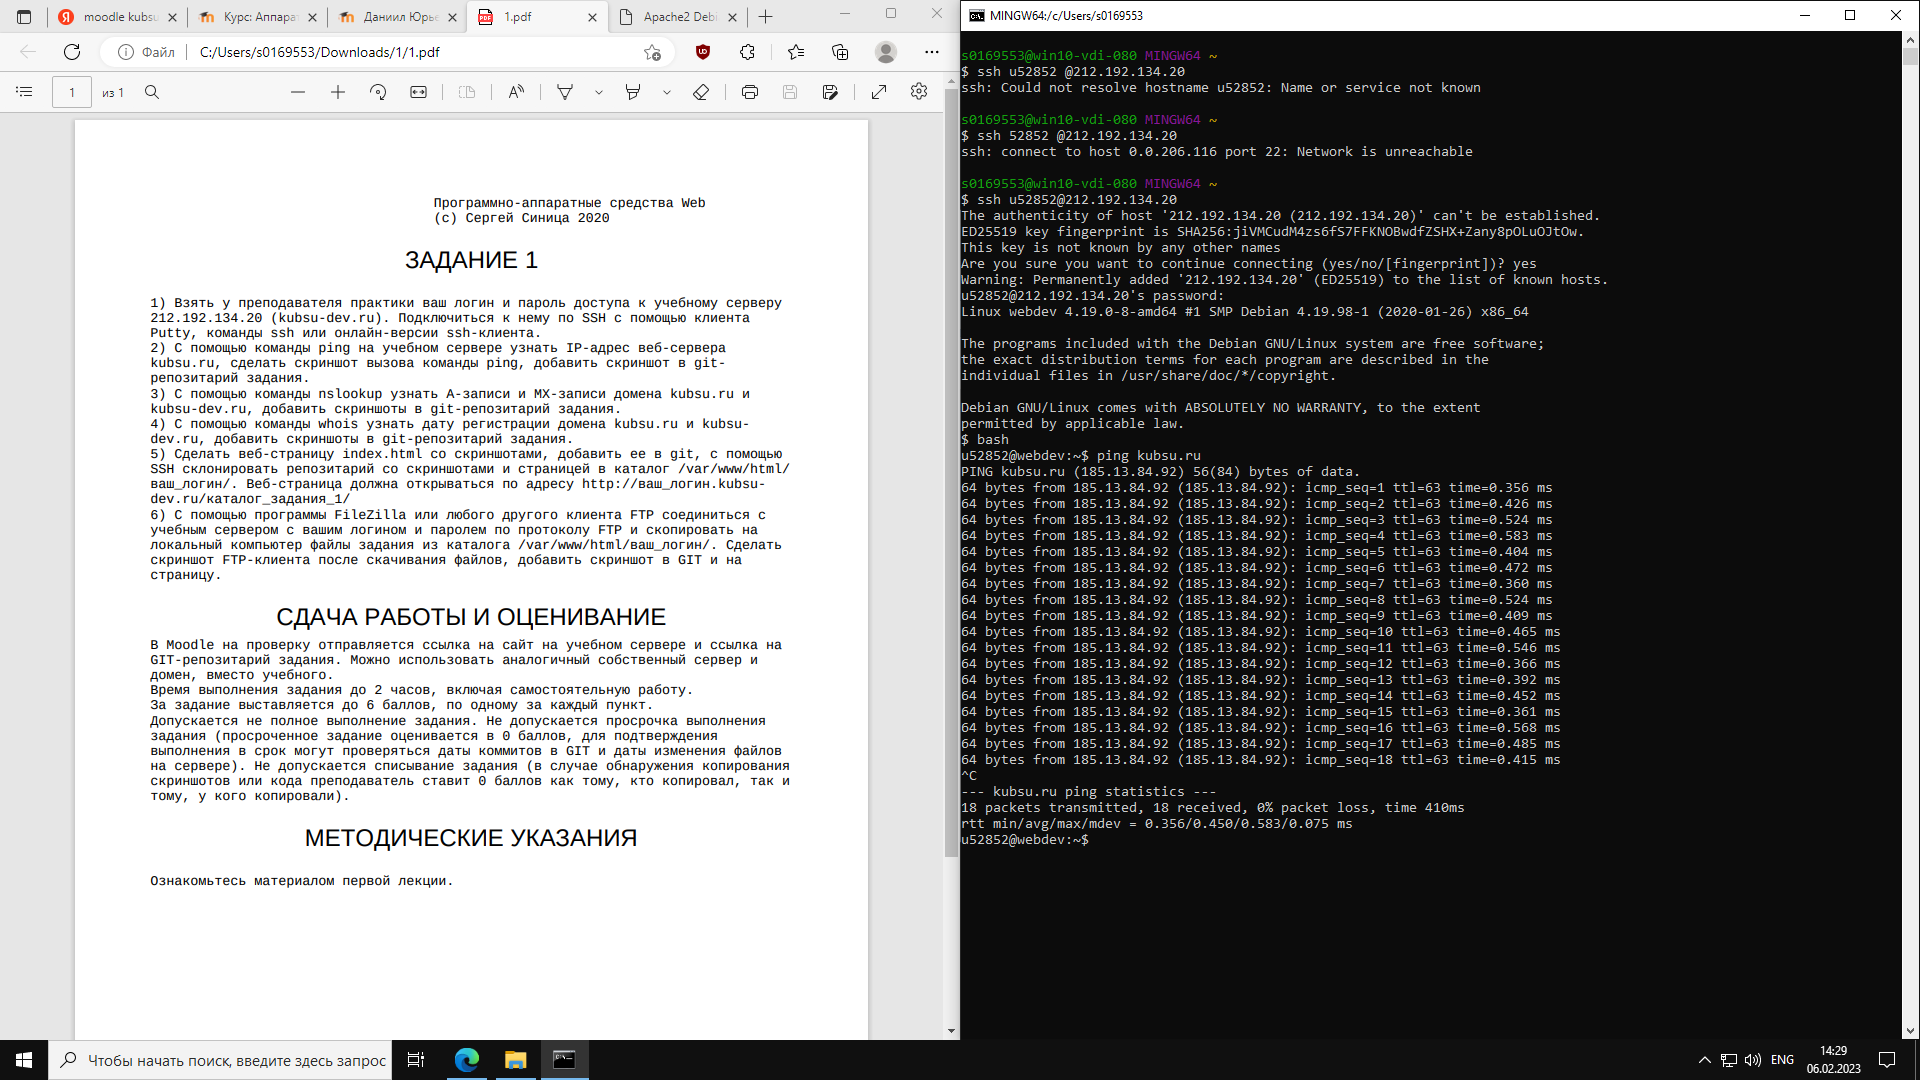 moodle kubsu
Курс: Аппарат
Даниил Юрье
1.pdf
Apache2 Deb
Файл
C:/Users/s0169553/Downloads/1/1.pdf
1
из 1
Программно-аппаратные средства Web
(c) Сергей Синица 2020
ЗАДАНИЕ 1
1) Взять у преподавателя практики ваш логин и пароль доступа к учебному серверу
212.192.134.20 (kubsu-dev.ru). Подключиться к нему по SSH с помощью клиента
Putty, команды ssh или онлайн-версии ssh-клиента.
2) С помощью команды ping на учебном сервере узнать IP-адрес веб-сервера
kubsu.ru, сделать скриншот вызова команды ping, добавить скриншот в git-
репозитарий задания.
3) С помощью команды nslookup узнать A-записи и MX-записи домена kubsu.ru и
kubsu-dev.ru, добавить скриншоты в git-репозитарий задания.
4) С помощью команды whois узнать дату регистрации домена kubsu.ru и kubsu-
dev.ru, добавить скриншоты в git-репозитарий задания.
5) Сделать веб-страницу index.html со скриншотами, добавить ее в git, с помощью
SSH склонировать репозитарий со скриншотами и страницей в каталог /var/www/html/
ваш_логин/. Веб-страница должна открываться по адресу http://ваш_логин.kubsu-
dev.ru/каталог_задания_1/
6) С помощью программы FileZilla или любого другого клиента FTP соединиться с
учебным сервером с вашим логином и паролем по протоколу FTP и скопировать на
локальный компьютер файлы задания из каталога /var/www/html/ваш_логин/. Сделать
скриншот FTP-клиента после скачивания файлов, добавить скриншот в GIT и на
страницу.
СДАЧА РАБОТЫ И ОЦЕНИВАНИЕ
В Moodle на проверку отправляется ссылка на сайт на учебном сервере и ссылка на
GIT-репозитарий задания. Можно использовать аналогичный собственный сервер и
домен, вместо учебного.
Время выполнения задания до 2 часов, включая самостоятельную работу.
За задание выставляется до 6 баллов, по одному за каждый пункт.
Допускается не полное выполнение задания. Не допускается просрочка выполнения
задания (просроченное задание оценивается в 0 баллов, для подтверждения
выполнения в срок могут проверяться даты коммитов в GIT и даты изменения файлов
на сервере). Не допускается списывание задания (в случае обнаружения копирования
скриншотов или кода преподаватель ставит 0 баллов как тому, кто копировал, так и
тому, у кого копировали).
МЕТОДИЧЕСКИЕ УКАЗАНИЯ
Ознакомьтесь материалом первой лекции.
MINGW64:/c/Users/s0169553
s0169553@win10-vdi-080 MINGW64 ~
$ ssh u52852 @212.192.134.20
ssh: Could not resolve hostname u52852: Name or service not known
s0169553@win10-vdi-080 MINGW64 ~
$ ssh 52852 @212.192.134.20
ssh: connect to host 0.0.206.116 port 22: Network is unreachable
s0169553@win10-vdi-080 MINGW64 ~
$ ssh u52852@212.192.134.20
The authenticity of host '212.192.134.20 (212.192.134.20)' can't be established.
ED25519 key fingerprint is SHA256:jiVMCudM4zs6fS7FFKNOBwdfZSHX+Zany8pOLuOJtOw.
This key is not known by any other names
Are you sure you want to continue connecting (yes/no/[fingerprint])? yes
Warning: Permanently added '212.192.134.20' (ED25519) to the list of known hosts.
u52852@212.192.134.20's password:
Linux webdev 4.19.0-8-amd64 #1 SMP Debian 4.19.98-1 (2020-01-26) x86_64
The programs included with the Debian GNU/Linux system are free software;
the exact distribution terms for each program are described in the
individual files in /usr/share/doc/*/copyright.
Debian GNU/Linux comes with ABSOLUTELY NO WARRANTY, to the extent
permitted by applicable law.
$ bash
u52852@webdev:~$ ping kubsu.ru
PING kubsu.ru (185.13.84.92) 56(84) bytes of data.
64 bytes from 185.13.84.92 (185.13.84.92): icmp_seq=1 ttl=63 time=0.356 ms
64 bytes from 185.13.84.92 (185.13.84.92): icmp_seq=2 ttl=63 time=0.426 ms
64 bytes from 185.13.84.92 (185.13.84.92): icmp_seq=3 ttl=63 time=0.524 ms
64 bytes from 185.13.84.92 (185.13.84.92): icmp_seq=4 ttl=63 time=0.583 ms
64 bytes from 185.13.84.92 (185.13.84.92): icmp_seq=5 ttl=63 time=0.404 ms
64 bytes from 185.13.84.92 (185.13.84.92): icmp_seq=6 ttl=63 time=0.472 ms
64 bytes from 185.13.84.92 (185.13.84.92): icmp_seq=7 ttl=63 time=0.360 ms
64 bytes from 185.13.84.92 (185.13.84.92): icmp_seq=8 ttl=63 time=0.524 ms
64 bytes from 185.13.84.92 (185.13.84.92): icmp_seq=9 ttl=63 time=0.409 ms
64 bytes from 185.13.84.92 (185.13.84.92): icmp_seq=10 ttl=63 time=0.465 ms
64 bytes from 185.13.84.92 (185.13.84.92): icmp_seq=11 ttl=63 time=0.546 ms
64 bytes from 185.13.84.92 (185.13.84.92): icmp_seq=12 ttl=63 time=0.366 ms
64 bytes from 185.13.84.92 (185.13.84.92): icmp_seq=13 ttl=63 time=0.392 ms
64 bytes from 185.13.84.92 (185.13.84.92): icmp_seq=14 ttl=63 time=0.452 ms
64 bytes from 185.13.84.92 (185.13.84.92): icmp_seq=15 ttl=63 time=0.361 ms
64 bytes from 185.13.84.92 (185.13.84.92): icmp_seq=16 ttl=63 time=0.568 ms
64 bytes from 185.13.84.92 (185.13.84.92): icmp_seq=17 ttl=63 time=0.485 ms
64 bytes from 185.13.84.92 (185.13.84.92): icmp_seq=18 ttl=63 time=0.415 ms
^C
--- kubsu.ru ping statistics ---
18 packets transmitted, 18 received, 0% packet loss, time 410ms
rtt min/avg/max/mdev = 0.356/0.450/0.583/0.075 ms
u52852@webdev:~$
Чтобы начать поиск, введите здесь запрос
ENG
14:29
06.02.2023